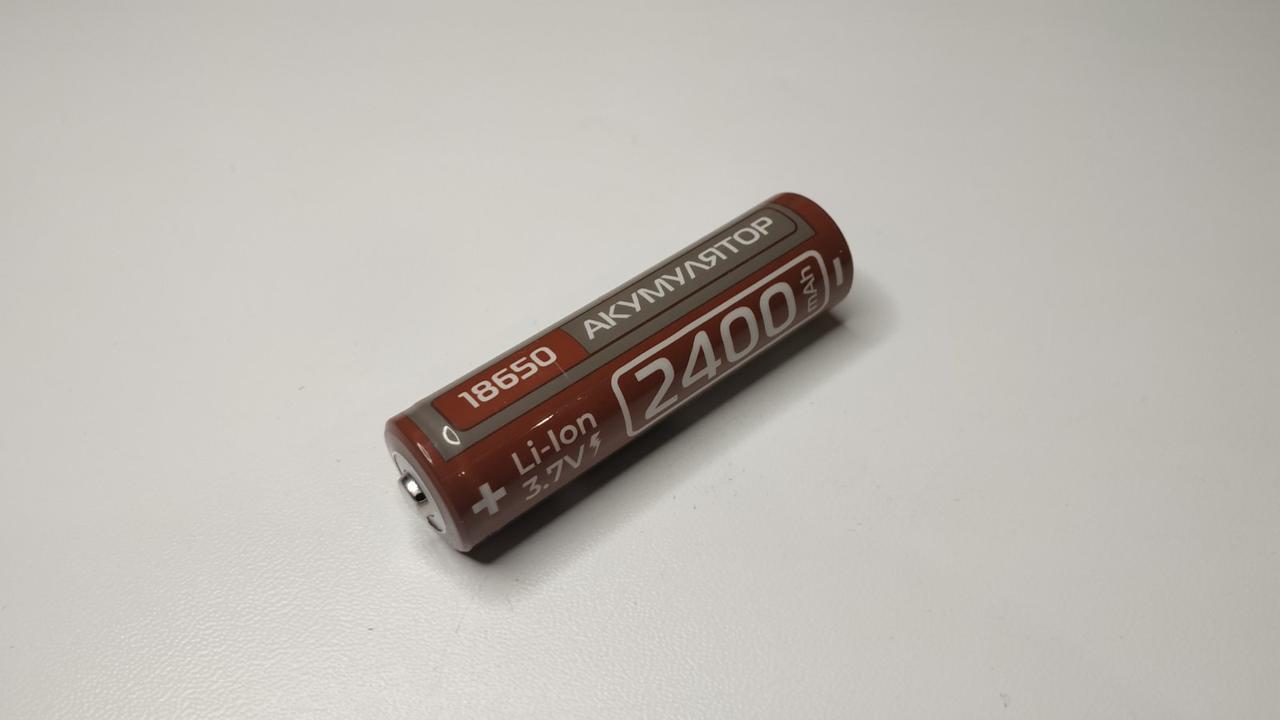 18650 АКУМУЛЯТОР
Li-Ion
3.7V
2400 mAh
+
-